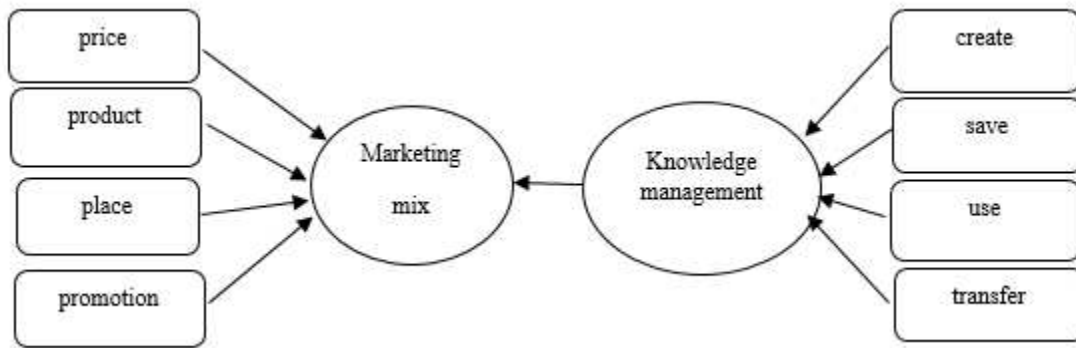 price
product
place
promotion
Marketing
mix
Knowledge
management
create
save
use
transfer